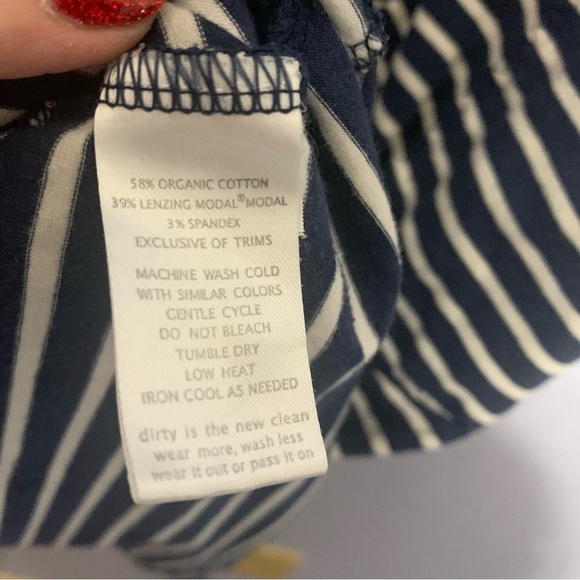 58% ORGANIC COTTON
39% LENZING MODAL® MODAL
3% SPANDEX
EXCLUSIVE OF TRIMS
MACHINE WASH COLD
WITH SIMILAR COLORS
GENTLE CYCLE
DO NOT BLEACH
TUMBLE DRY
LOW HEAT
IRON COOL AS NEEDED
dirty is the new clean
wear more, wash less
wear it out or pass it on